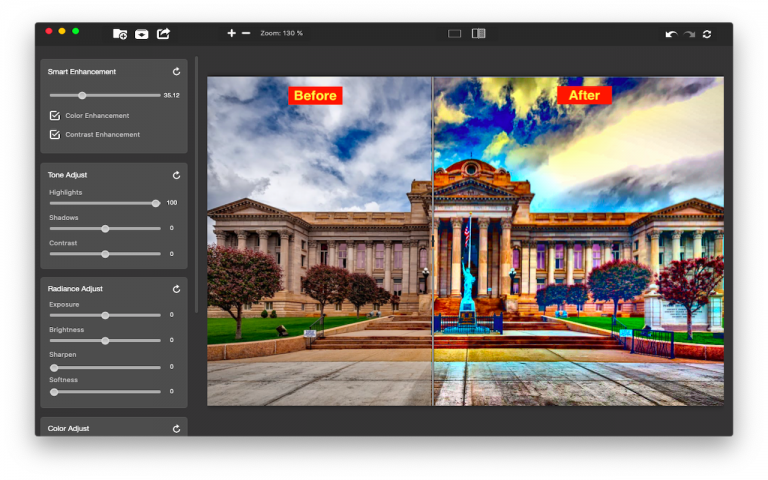 Zoom: 130 %
Smart Enhancement
35.12
Color Enhancement
Contrast Enhancement
Tone Adjust
Highlights
100
Shadows
0
Contrast
0
Radiance Adjust
Exposure
0
Brightness
0
Sharpen
0
Softness
0
Color Adjust
Before
After